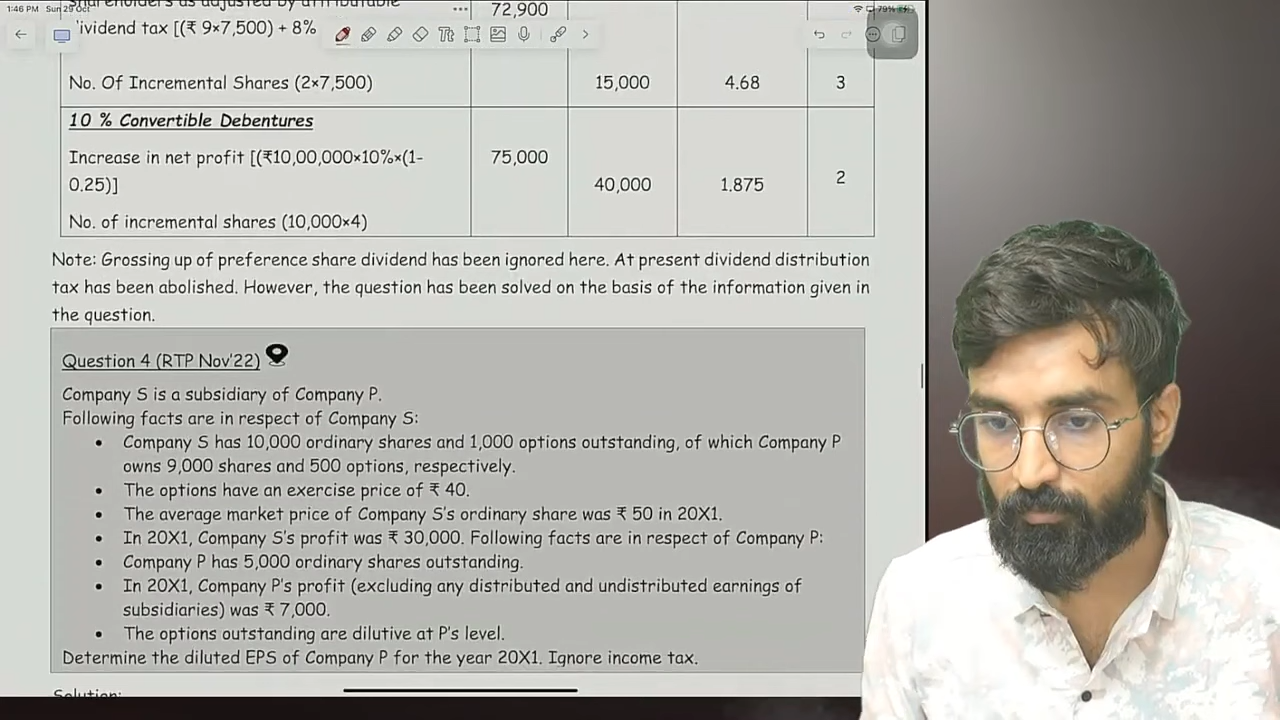 1:46 PM Sun 29 Oct
79%
Shareholders as adjusted by attributable 72,900
dividend tax [(₹ 9×7,500) + 8%
No. Of Incremental Shares (2×7,500) 15,000 4.68 3
10 % Convertible Debentures
Increase in net profit [(₹10,00,000×10%×(1- 75,000
0.25)] 40,000 1.875 2
No. of incremental shares (10,000×4)
Note: Grossing up of preference share dividend has been ignored here. At present dividend distribution
tax has been abolished. However, the question has been solved on the basis of the information given in
the question.
Question 4 (RTP Nov'22)
Company S is a subsidiary of Company P.
Following facts are in respect of Company S:
• Company S has 10,000 ordinary shares and 1,000 options outstanding, of which Company P
owns 9,000 shares and 500 options, respectively.
• The options have an exercise price of ₹ 40.
• The average market price of Company S's ordinary share was ₹ 50 in 20X1.
• In 20X1, Company S's profit was ₹ 30,000. Following facts are in respect of Company P:
• Company P has 5,000 ordinary shares outstanding.
• In 20X1, Company P's profit (excluding any distributed and undistributed earnings of
subsidiaries) was ₹ 7,000.
• The options outstanding are dilutive at P's level.
Determine the diluted EPS of Company P for the year 20X1. Ignore income tax.
Solution: